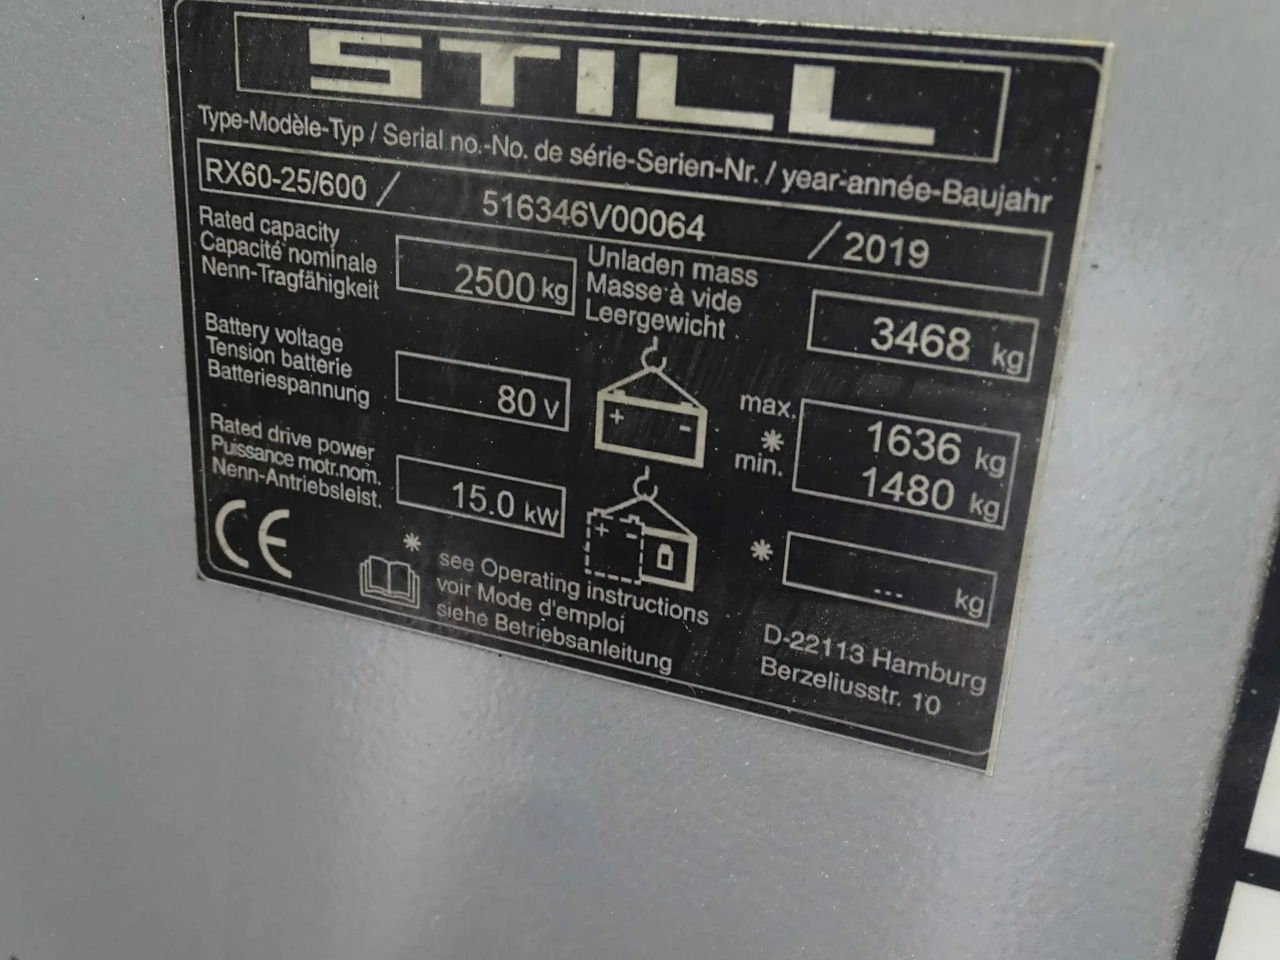 STILL
Type-Modèle-Typ / Serial no.-No. de série-Serien-Nr. / year-année-Baujahr
RX60-25/600 / 516346V00064 / 2019
Rated capacity
Capacité nominale
Nenn-Tragfähigkeit
2500 kg
Unladen mass
Masse à vide
Leergewicht
3468 kg
Battery voltage
Tension batterie
Batteriespannung
80 V
+ -
max. 1636 kg
*
min. 1480 kg
Rated drive power
Puissance motr.nom.
Nenn-Antriebsleist.
15.0 kW
+ -
* --- kg
CE
* see Operating instructions
voir Mode d'emploi
siehe Betriebsanleitung
D-22113 Hamburg
Berzeliusstr. 10